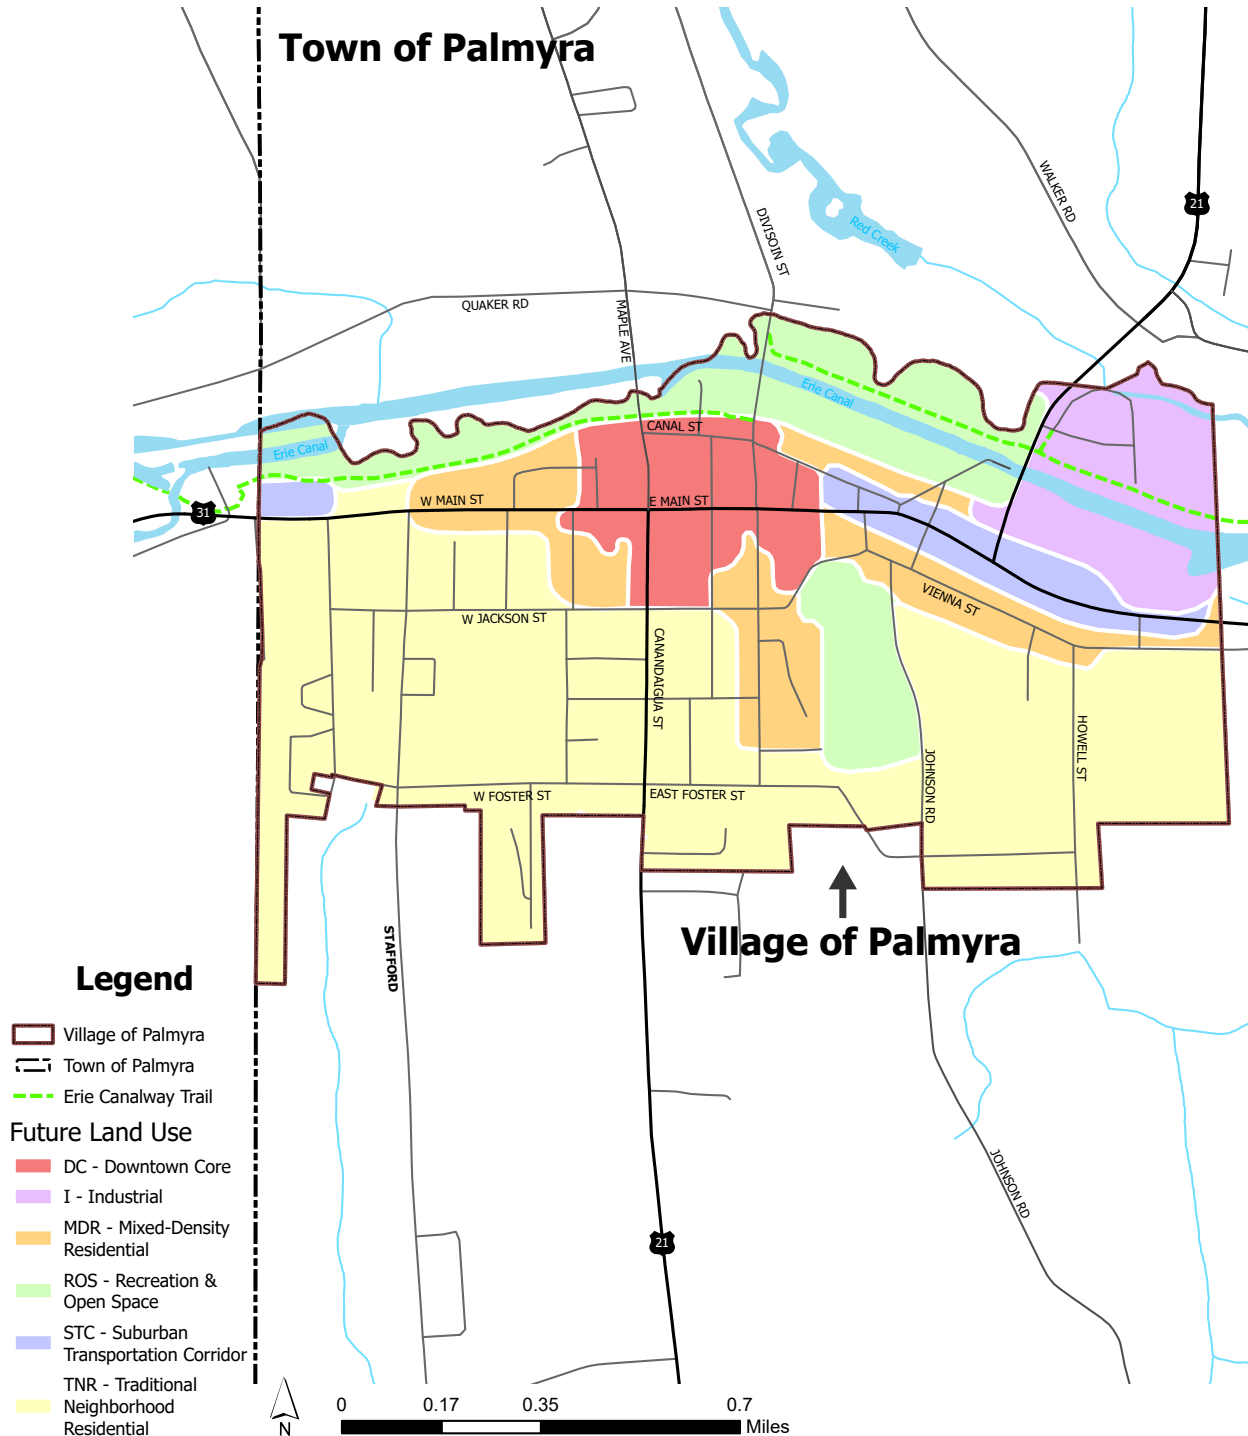 Town of Palmyra
21
WALKER RD
DIVISOIN ST
Red Creek
QUAKER RD
MAPLE AVE
Erie Canal
CANAL ST
Erie Canal
W MAIN ST
E MAIN ST
31
VIENNA ST
W JACKSON ST
CANANDAIGUA ST
HOWELL ST
JOHNSON RD
W FOSTER ST
EAST FOSTER ST
STAFFORD
Village of Palmyra
JOHNSON RD
21
Legend
Village of Palmyra
Town of Palmyra
Erie Canalway Trail
Future Land Use
DC - Downtown Core
I - Industrial
MDR - Mixed-Density
Residential
ROS - Recreation &
Open Space
STC - Suburban
Transportation Corridor
TNR - Traditional
Neighborhood
Residential
N
0 0.17 0.35 0.7
Miles